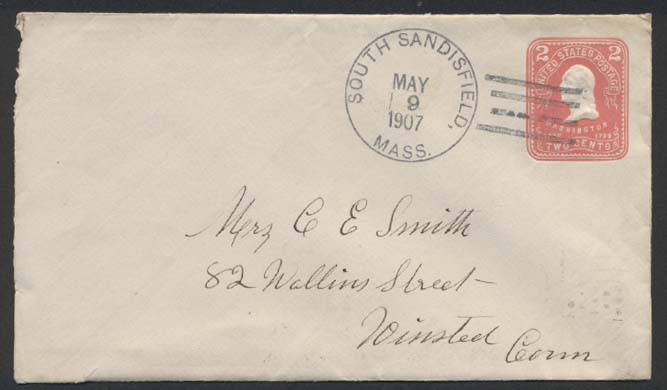 SOUTH SANDISFIELD,
MAY
9
1907
MASS.
2 2
UNITED STATES POSTAGE
WASHINGTON
TWO CENTS
Mrs C E Smith
82 Wallins Street
Winsted Conn